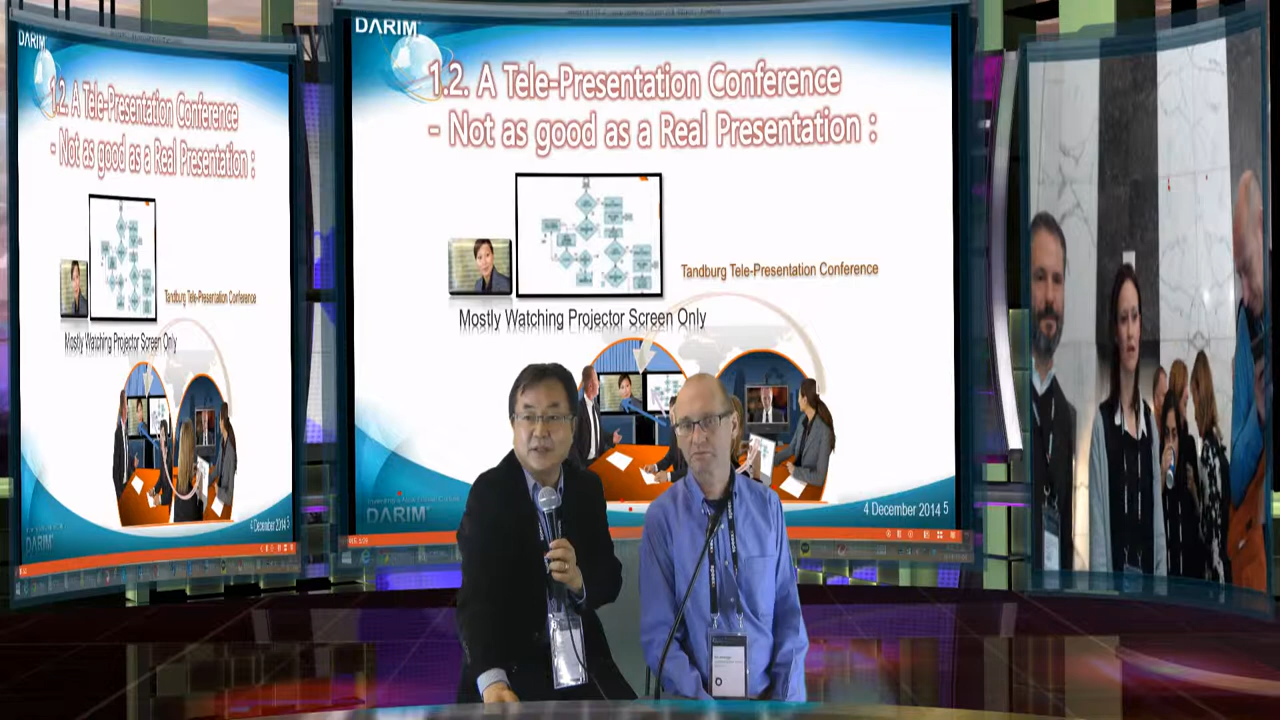 DARIM
1.2. A Tele-Presentation Conference
- Not as good as a Real Presentation :
Tandburg Tele-Presentation Conference
Mostly Watching Projector Screen Only
DARIM
4 December 2014 5
DARIM
1.2. A Tele-Presentation Conference
- Not as good as a Real Presentation :
Tandburg Tele-Presentation Conference
Mostly Watching Projector Screen Only
DARIM
4 December 2014 5